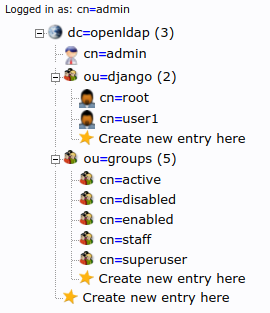 Logged in as: cn=admin
dc=openldap (3)
cn=admin
ou=django (2)
cn=root
cn=user1
Create new entry here
ou=groups (5)
cn=active
cn=disabled
cn=enabled
cn=staff
cn=superuser
Create new entry here
Create new entry here